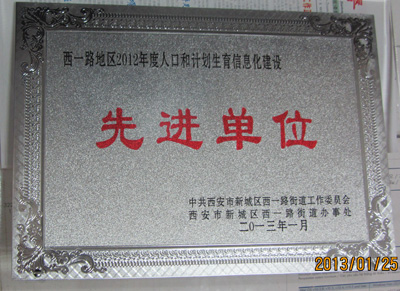 西一路地区2012年度人口和计划生育信息化建设
先进单位
中共西安市新城区西一路街道工作委员会
西安市新城区西一路街道办事处
二〇一三年一月
2013/01/25